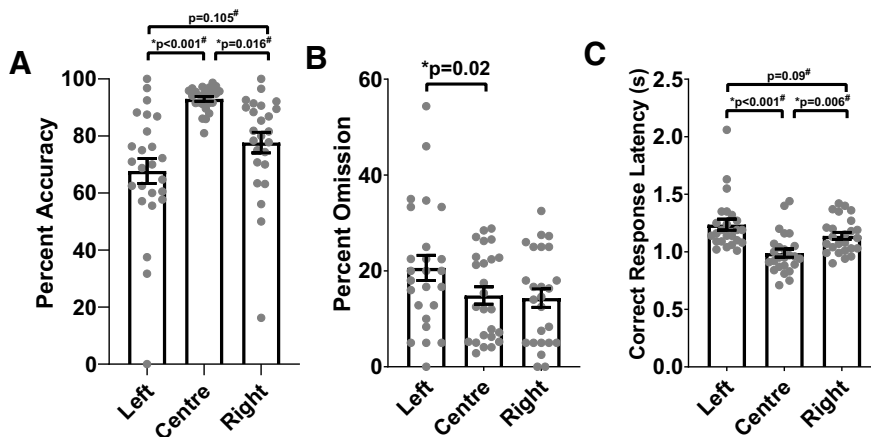 A
Percent Accuracy
p=0.105#
*p<0.001# *p=0.016#
100
80
60
40
20
0
Left Centre Right
B
Percent Omission
*p=0.02
60
40
20
0
Left Centre Right
C
Correct Response Latency (s)
p=0.09#
*p<0.001# *p=0.006#
2.5
2.0
1.5
1.0
0.5
0.0
Left Centre Right